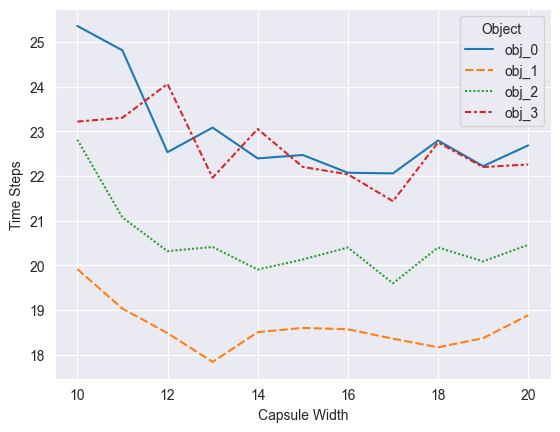 Object
obj_0
obj_1
obj_2
obj_3
25
24
23
22
21
20
19
18
Time Steps
10 12 14 16 18 20
Capsule Width